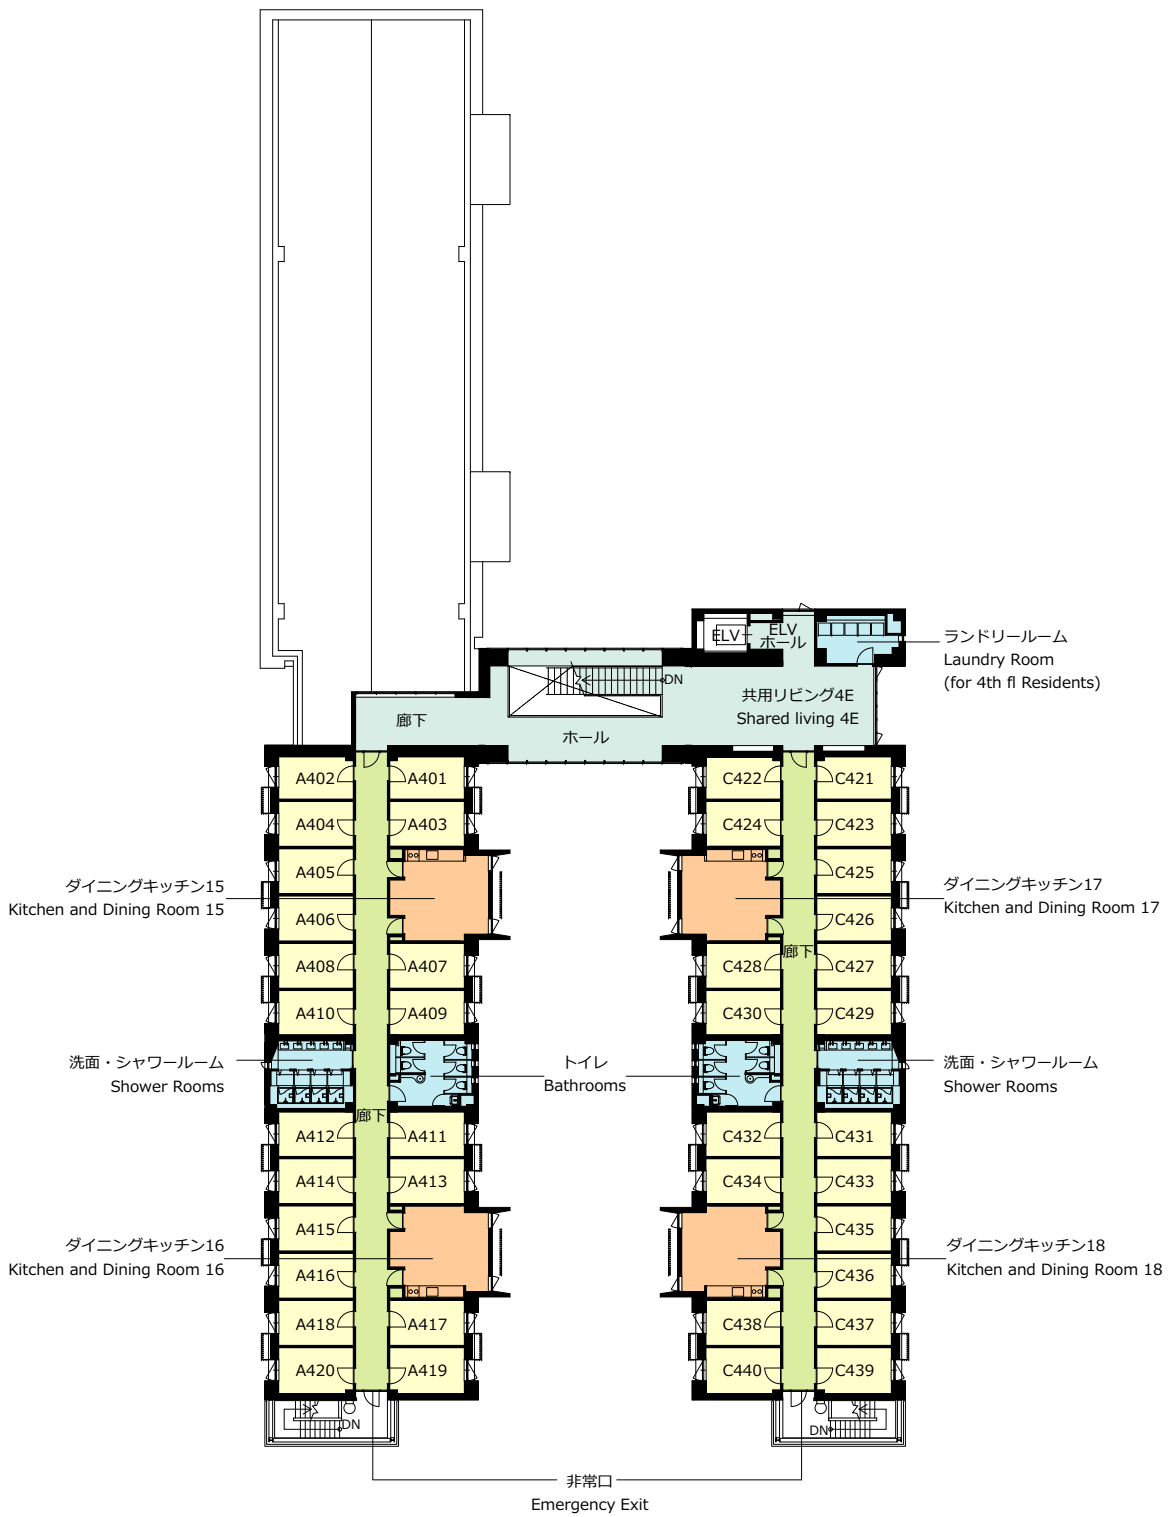 ELV
ELV
ホール
ランドリールーム
Laundry Room
(for 4th fl Residents)
DN
共用リビング4E
Shared living 4E
廊下
ホール
A402
A401
C422
C421
A404
A403
C424
C423
A405
C425
ダイニングキッチン15
Kitchen and Dining Room 15
ダイニングキッチン17
Kitchen and Dining Room 17
A406
C426
廊下
A408
A407
C428
C427
A410
A409
C430
C429
洗面・シャワールーム
Shower Rooms
トイレ
Bathrooms
洗面・シャワールーム
Shower Rooms
廊下
A412
A411
C432
C431
A414
A413
C434
C433
A415
C435
ダイニングキッチン16
Kitchen and Dining Room 16
ダイニングキッチン18
Kitchen and Dining Room 18
A416
C436
A418
A417
C438
C437
A420
A419
C440
C439
DN
DN
非常口
Emergency Exit